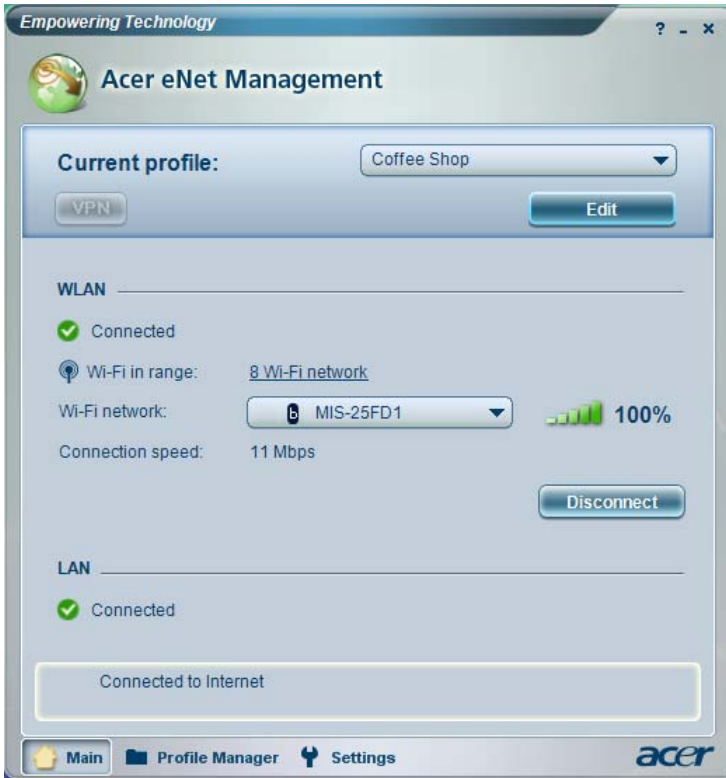 Empowering Technology
? - x
Acer eNet Management
Current profile:
Coffee Shop
VPN
Edit
WLAN
Connected
Wi-Fi in range:
8 Wi-Fi network
Wi-Fi network:
b MIS-25FD1
100%
Connection speed:
11 Mbps
Disconnect
LAN
Connected
Connected to Internet
Main
Profile Manager
Settings
acer